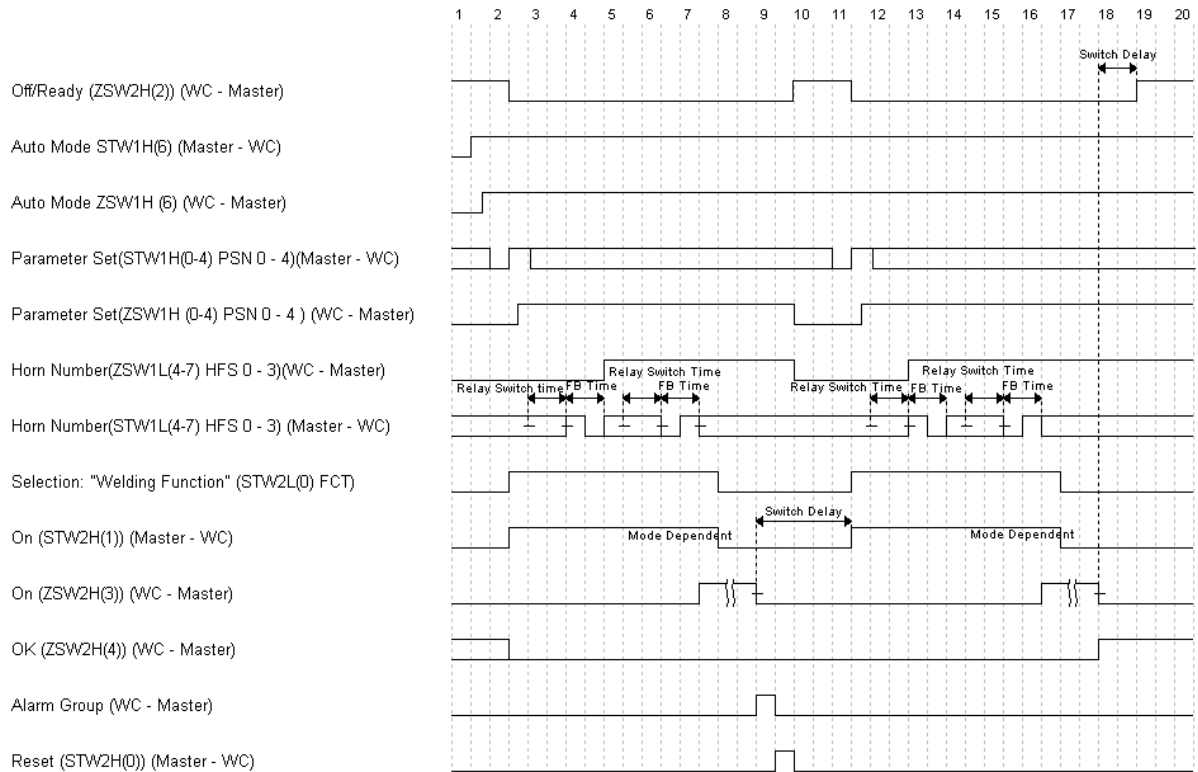 1 2 3 4 5 6 7 8 9 10 11 12 13 14 15 16 17 18 19 20
Switch Delay
Off/Ready (ZSW2H(2)) (WC - Master)
Auto Mode STW1H(6) (Master - WC)
Auto Mode ZSW1H (6) (WC - Master)
Parameter Set(STW1H(0-4) PSN 0 - 4)(Master - WC)
Parameter Set(ZSW1H (0-4) PSN 0 - 4 ) (WC - Master)
Horn Number(ZSW1L(4-7) HFS 0 - 3)(WC - Master)
Relay Switch Time
Relay Switch Time
Relay Switch time
FB Time
FB Time
Relay Switch Time
FB Time
FB Time
Horn Number(STW1L(4-7) HFS 0 - 3) (Master - WC)
Selection: "Welding Function" (STW2L(0) FCT)
Switch Delay
On (STW2H(1)) (Master - WC)
Mode Dependent
Mode Dependent
On (ZSW2H(3)) (WC - Master)
OK (ZSW2H(4)) (WC - Master)
Alarm Group (WC - Master)
Reset (STW2H(0)) (Master - WC)